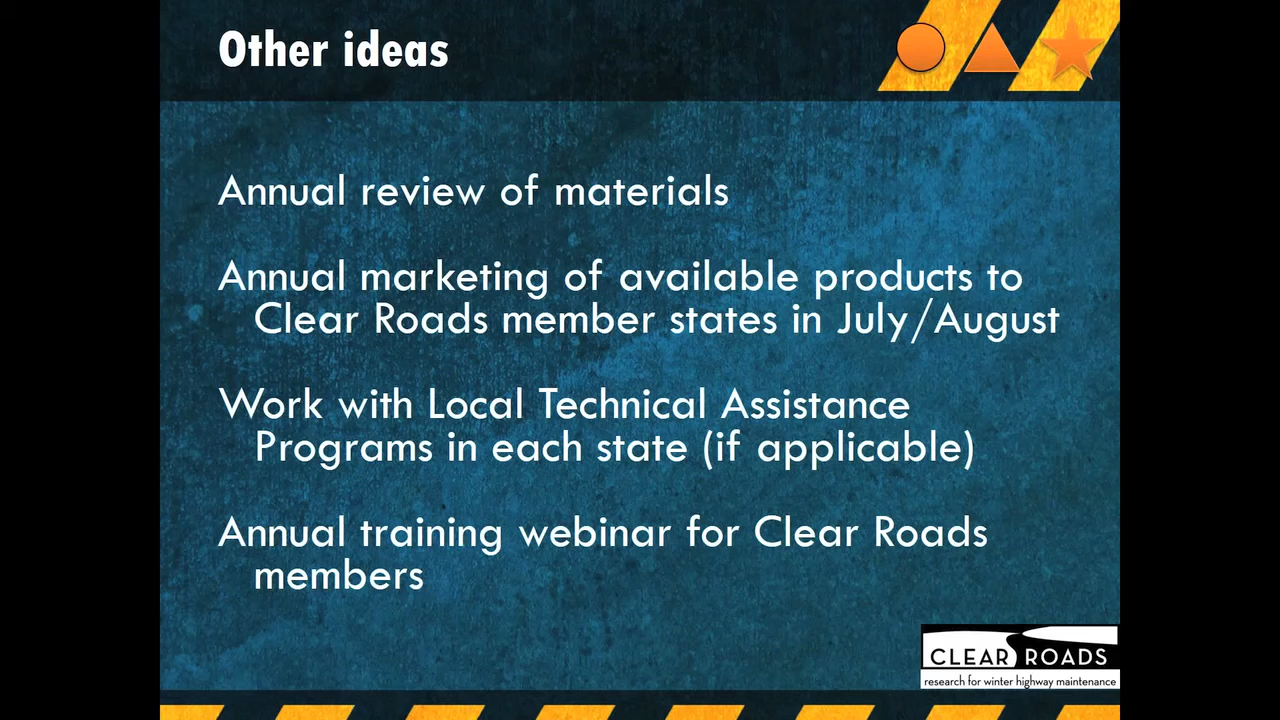 Other ideas
Annual review of materials
Annual marketing of available products to
Clear Roads member states in July/August
Work with Local Technical Assistance
Programs in each state (if applicable)
Annual training webinar for Clear Roads
members
CLEAR ROADS
research for winter highway maintenance